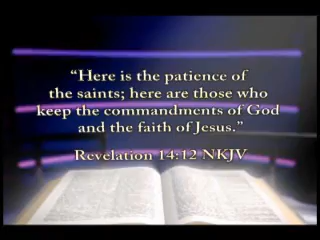 “Here is the patience of
the saints; here are those who
keep the commandments of God
and the faith of Jesus.”
Revelation 14:12 NKJV